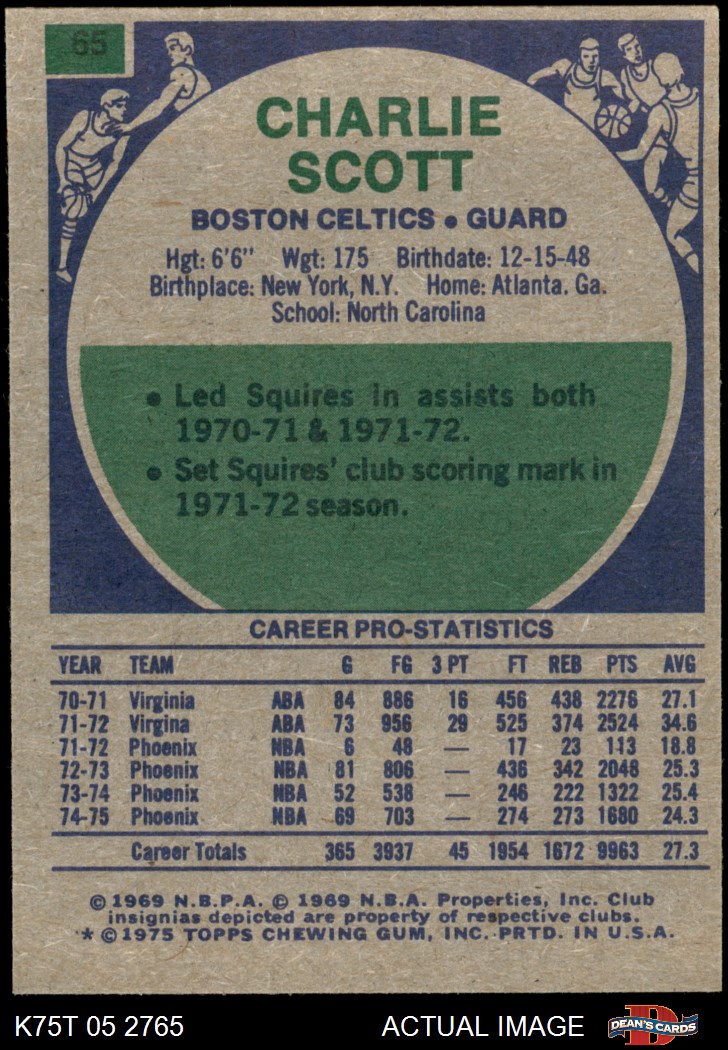 65
CHARLIE
SCOTT
BOSTON CELTICS • GUARD
Hgt: 6'6" Wgt: 175 Birthdate: 12-15-48
Birthplace: New York, N.Y. Home: Atlanta. Ga.
School: North Carolina
• Led Squires in assists both
1970-71 & 1971-72.
• Set Squires' club scoring mark in
1971-72 season.
CAREER PRO-STATISTICS
YEAR TEAM G FG 3 PT FT REB PTS AVG
70-71 Virginia ABA 84 886 16 456 438 2276 27.1
71-72 Virgina ABA 73 956 29 525 374 2524 34.6
71-72 Phoenix NBA 6 48 — 17 23 113 18.8
72-73 Phoenix NBA 81 806 — 436 342 2048 25.3
73-74 Phoenix NBA 52 538 — 246 222 1322 25.4
74-75 Phoenix NBA 69 703 — 274 273 1680 24.3
Career Totals 365 3937 45 1954 1672 9963 27.3
© 1969 N.B.P.A. © 1969 N.B.A. Properties, Inc. Club
insignias depicted are property of respective clubs.
* © 1975 TOPPS CHEWING GUM, INC. PRTD. IN U.S.A.
K75T 05 2765 ACTUAL IMAGE D DEAN'S CARDS